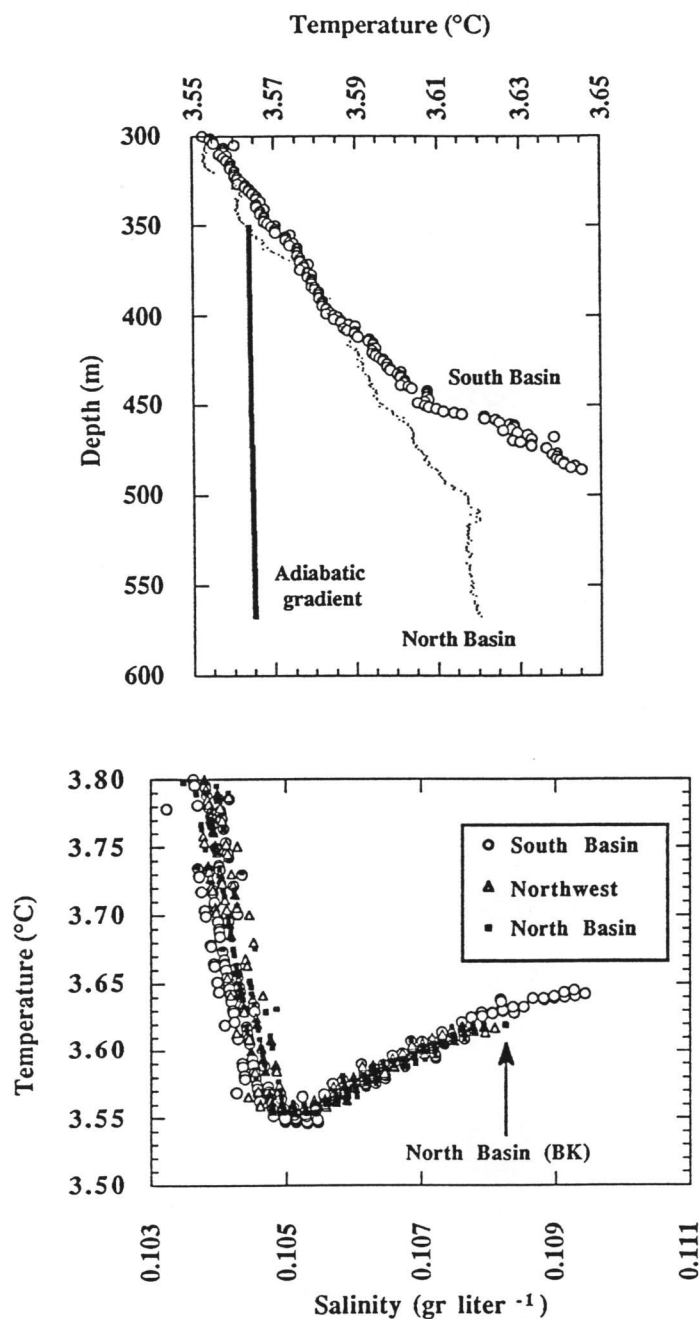 Temperature (°C)
3.55 3.57 3.59 3.61 3.63 3.65
300
350
400
450
500
550
600
Depth (m)
South Basin
Adiabatic
gradient
North Basin
3.80
3.75
3.70
3.65
3.60
3.55
3.50
Temperature (°C)
South Basin
Northwest
North Basin
North Basin (BK)
0.103 0.105 0.107 0.109 0.111
Salinity (gr liter -1)